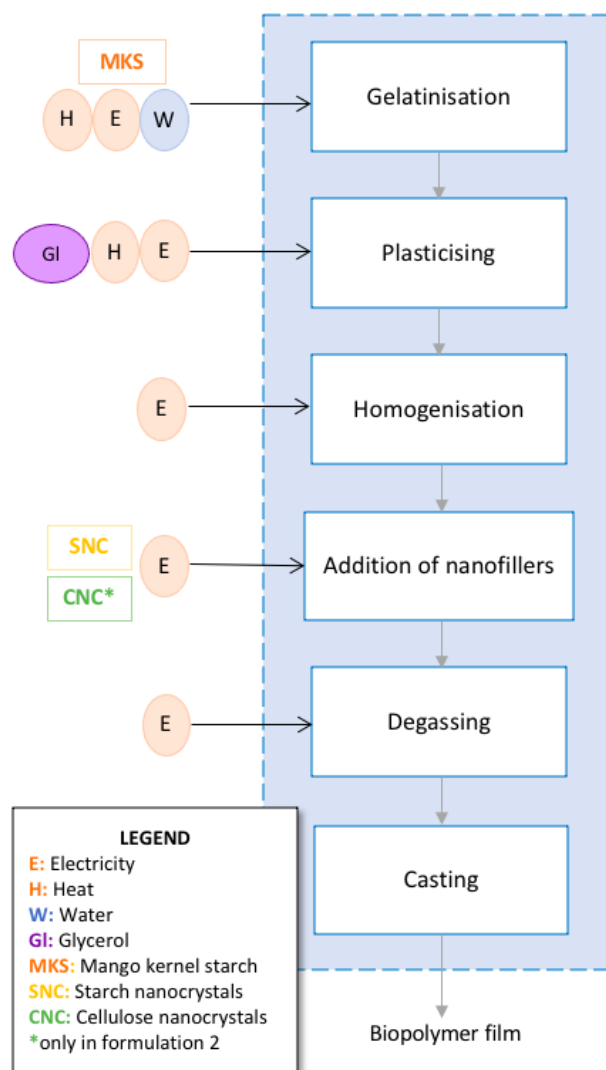 MKS
H E W
Gelatinisation
Gl H E
Plasticising
E
Homogenisation
SNC
E
CNC*
Addition of nanofillers
E
Degassing
Casting
Biopolymer film
LEGEND
E: Electricity
H: Heat
W: Water
Gl: Glycerol
MKS: Mango kernel starch
SNC: Starch nanocrystals
CNC: Cellulose nanocrystals
*only in formulation 2